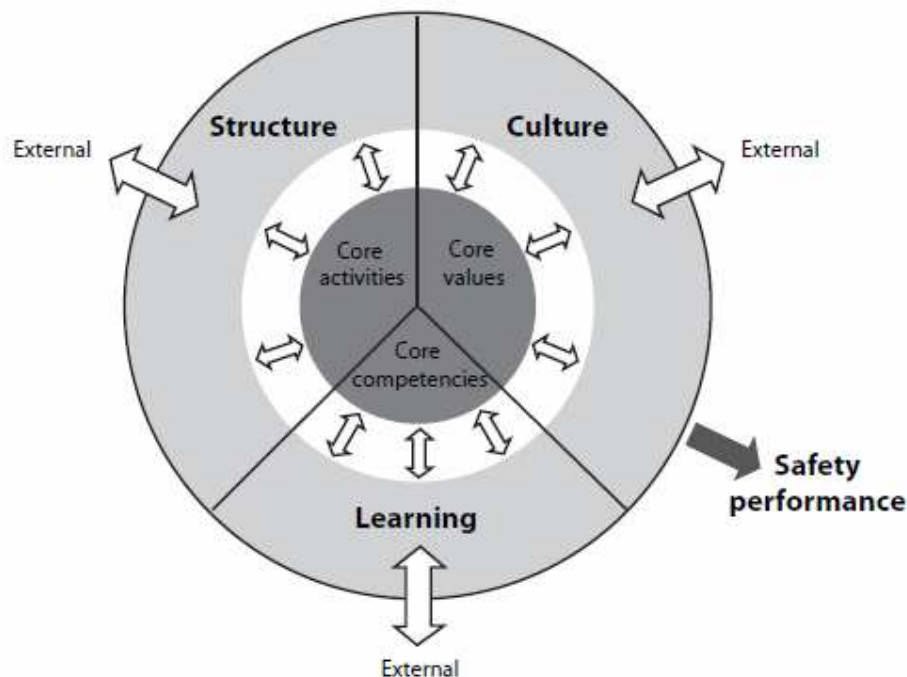 Structure
Culture
External
External
Core
activities
Core
values
Core
competencies
Safety
performance
Learning
External